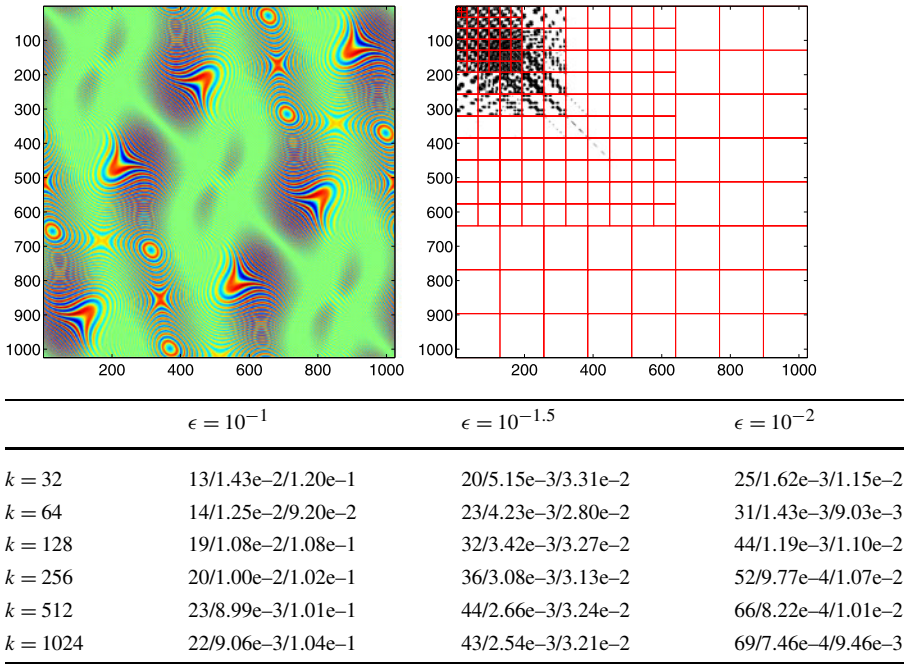 100
200
300
400
500
600
700
800
900
1000
200 400 600 800 1000
100
200
300
400
500
600
700
800
900
1000
200 400 600 800 1000
ϵ = 10⁻¹ ϵ = 10⁻¹·⁵ ϵ = 10⁻²
k = 32 13/1.43e–2/1.20e–1 20/5.15e–3/3.31e–2 25/1.62e–3/1.15e–2
k = 64 14/1.25e–2/9.20e–2 23/4.23e–3/2.80e–2 31/1.43e–3/9.03e–3
k = 128 19/1.08e–2/1.08e–1 32/3.42e–3/3.27e–2 44/1.19e–3/1.10e–2
k = 256 20/1.00e–2/1.02e–1 36/3.08e–3/3.13e–2 52/9.77e–4/1.07e–2
k = 512 23/8.99e–3/1.01e–1 44/2.66e–3/3.24e–2 66/8.22e–4/1.01e–2
k = 1024 22/9.06e–3/1.04e–1 43/2.54e–3/3.21e–2 69/7.46e–4/9.46e–3